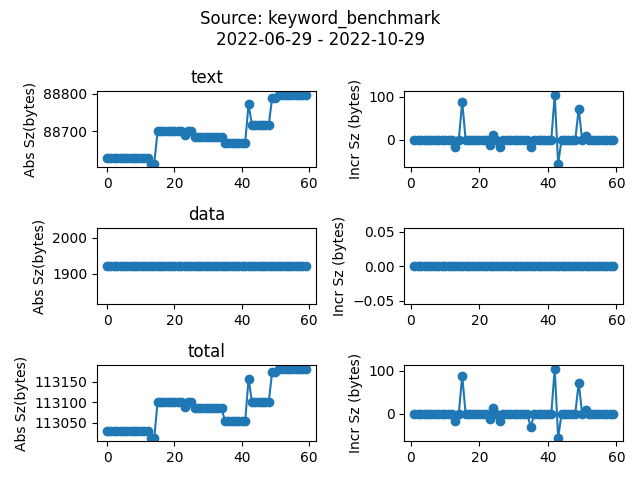 Source: keyword_benchmark
2022-06-29 - 2022-10-29
text
Abs Sz(bytes)
88800
88700
0 20 40 60
Incr Sz (bytes)
100
0
0 20 40 60
data
Abs Sz(bytes)
2000
1900
0 20 40 60
Incr Sz (bytes)
0.05
0.00
−0.05
0 20 40 60
total
Abs Sz(bytes)
113150
113100
113050
0 20 40 60
Incr Sz (bytes)
100
0
0 20 40 60